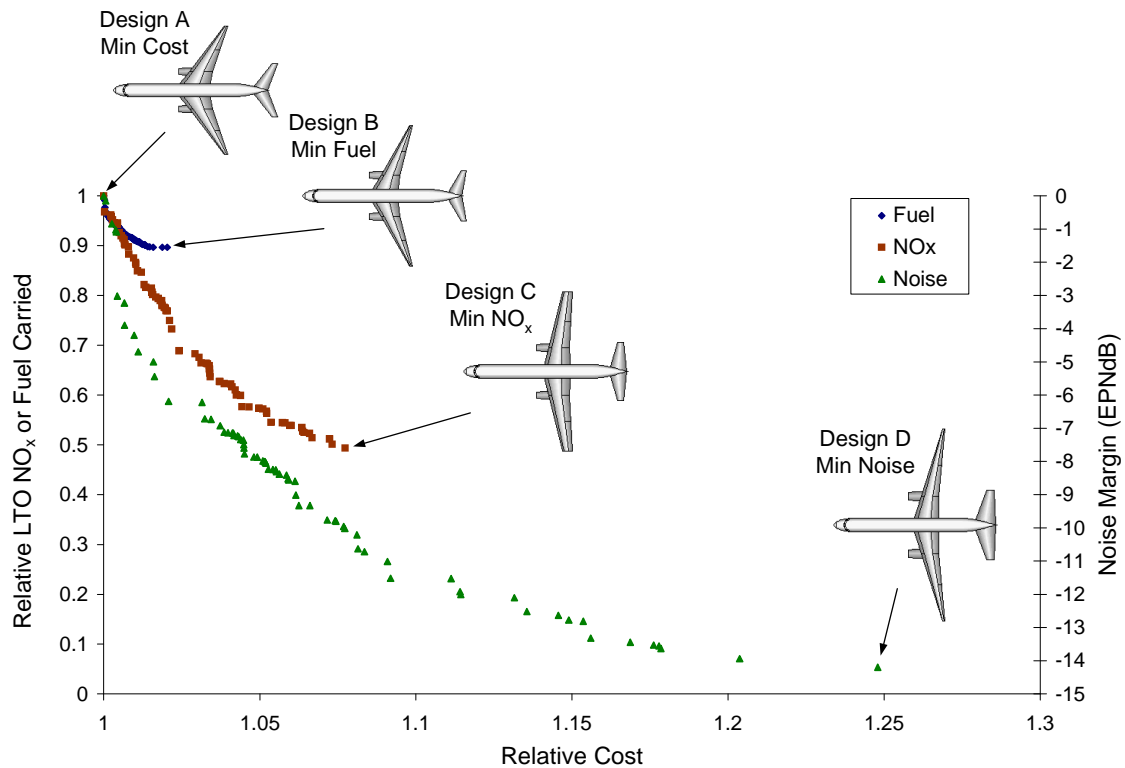 Design A
Min Cost
Design B
Min Fuel
Design C
Min NOx
Design D
Min Noise
Fuel
NOx
Noise
Relative LTO NOx or Fuel Carried
1
0.9
0.8
0.7
0.6
0.5
0.4
0.3
0.2
0.1
0
Noise Margin (EPNdB)
0
-1
-2
-3
-4
-5
-6
-7
-8
-9
-10
-11
-12
-13
-14
-15
1 1.05 1.1 1.15 1.2 1.25 1.3
Relative Cost